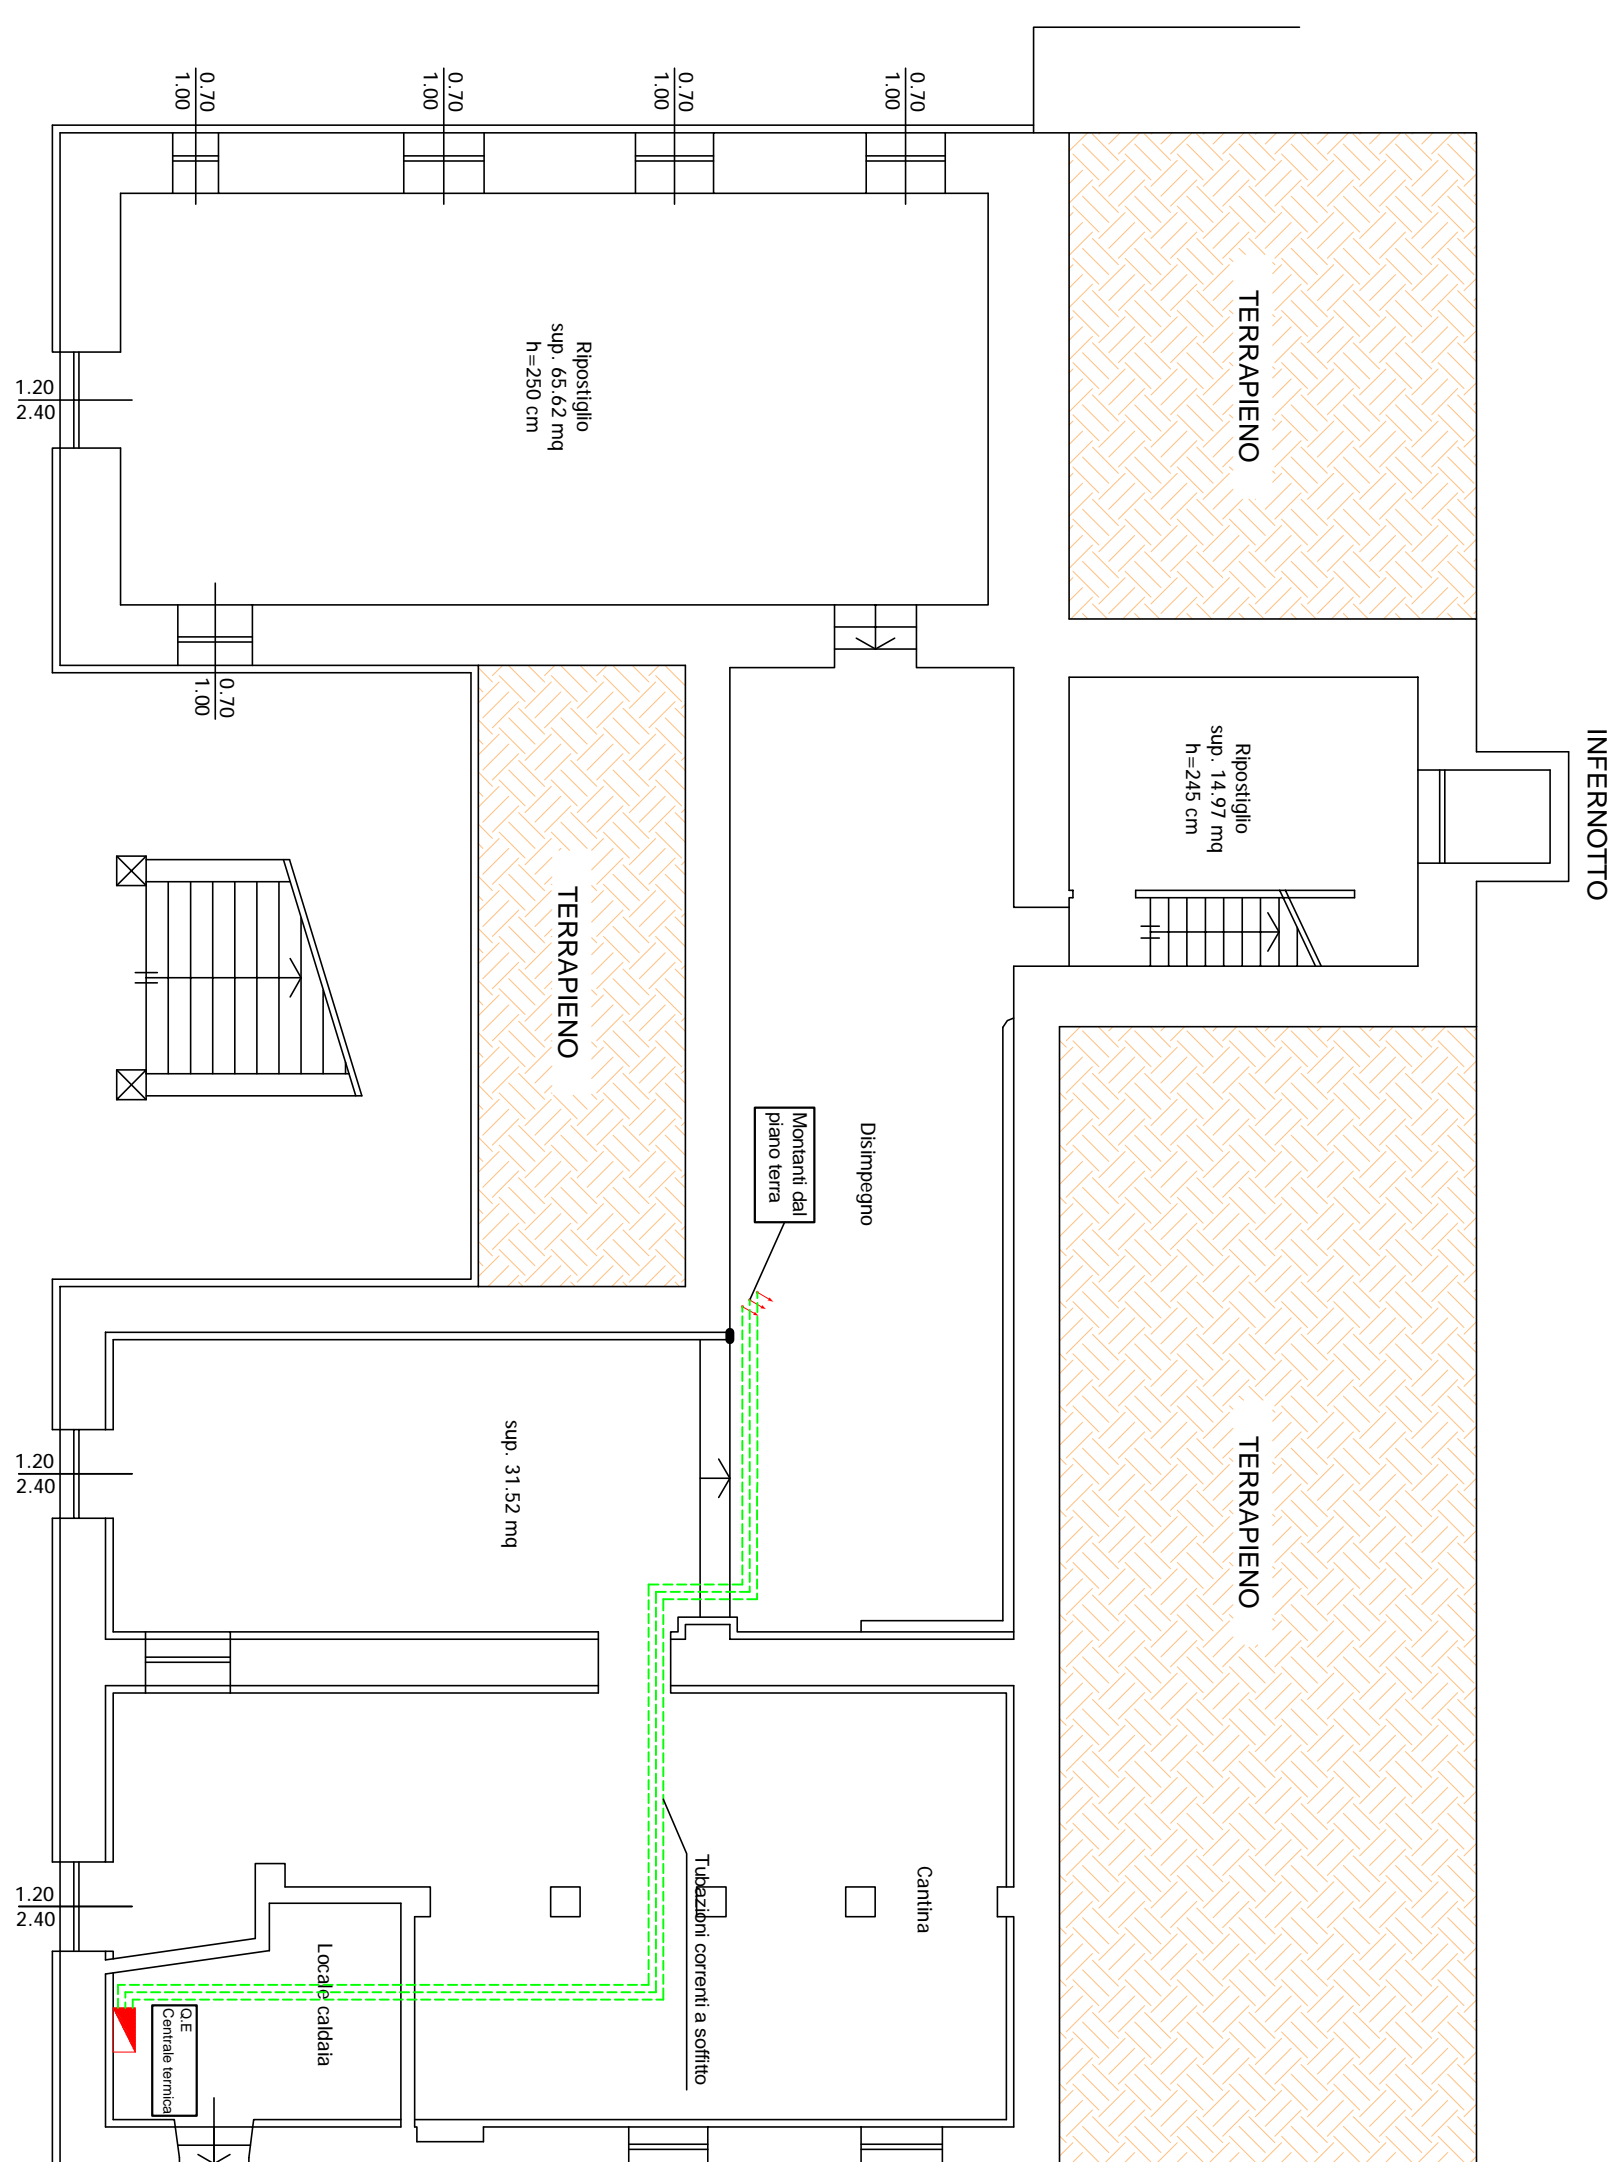 INFERNOTTO
TERRAPIENO
Ripostiglio
sup. 14.97 mq
h=245 cm
TERRAPIENO
0.70
1.00
0.70
1.00
0.70
1.00
0.70
1.00
Ripostiglio
sup. 65.62 mq
h=250 cm
1.20
2.40
0.70
1.00
TERRAPIENO
Disimpegno
Montanti dal
piano terra
sup. 31.52 mq
1.20
2.40
Cantina
Tubazioni correnti a soffitto
Locale caldaia
1.20
2.40
Q.E
Centrale termica